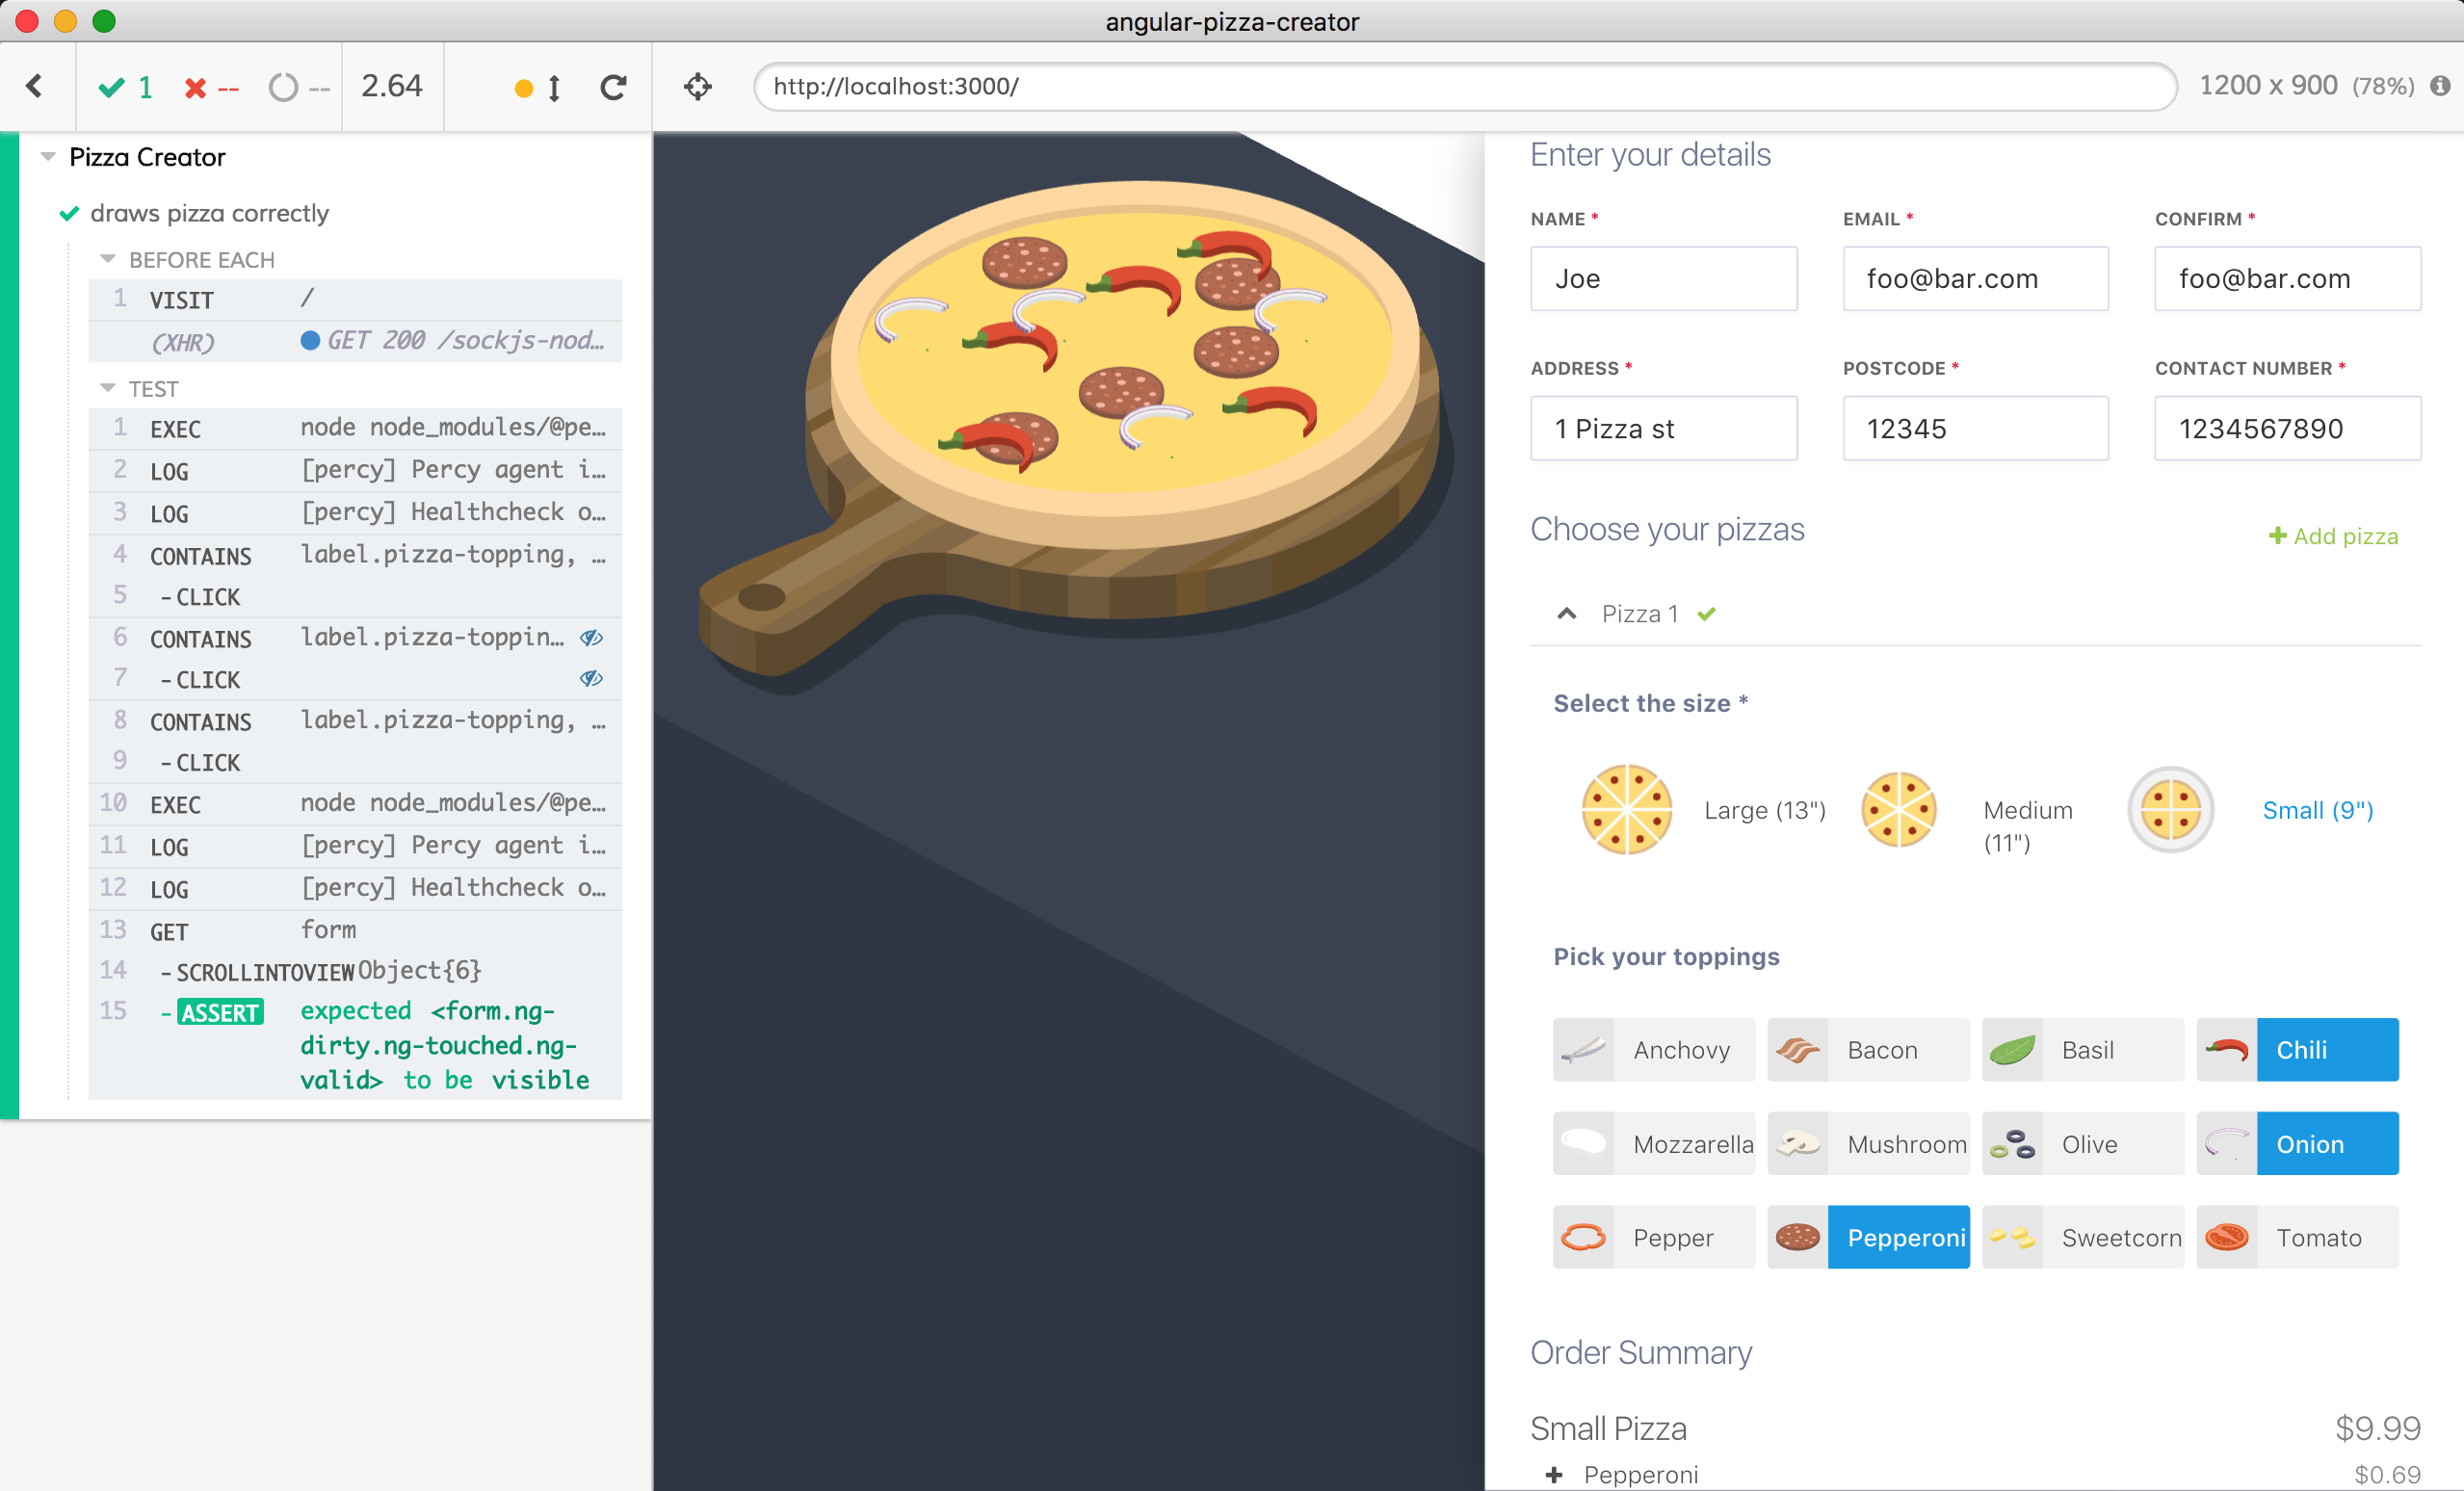 angular-pizza-creator
1 -- -- 2.64
http://localhost:3000/
1200 x 900 (78%)
Pizza Creator
draws pizza correctly
BEFORE EACH
1 VISIT /
(XHR) GET 200 /sockjs-nod...
TEST
1 EXEC node node_modules/@pe...
2 LOG [percy] Percy agent i...
3 LOG [percy] Healthcheck o...
4 CONTAINS label.pizza-topping, ...
5 -CLICK
6 CONTAINS label.pizza-toppin...
7 -CLICK
8 CONTAINS label.pizza-topping, ...
9 -CLICK
10 EXEC node node_modules/@pe...
11 LOG [percy] Percy agent i...
12 LOG [percy] Healthcheck o...
13 GET form
14 -SCROLLINTOVIEW Object{6}
15 -ASSERT expected <form.ng-
dirty.ng-touched.ng-
valid> to be visible
Enter your details
NAME * EMAIL * CONFIRM *
Joe foo@bar.com foo@bar.com
ADDRESS * POSTCODE * CONTACT NUMBER *
1 Pizza st 12345 1234567890
Choose your pizzas
+ Add pizza
Pizza 1
Select the size *
Large (13") Medium
(11") Small (9")
Pick your toppings
Anchovy Bacon Basil Chili
Mozzarella Mushroom Olive Onion
Pepper Pepperoni Sweetcorn Tomato
Order Summary
Small Pizza $9.99
+ Pepperoni $0.69